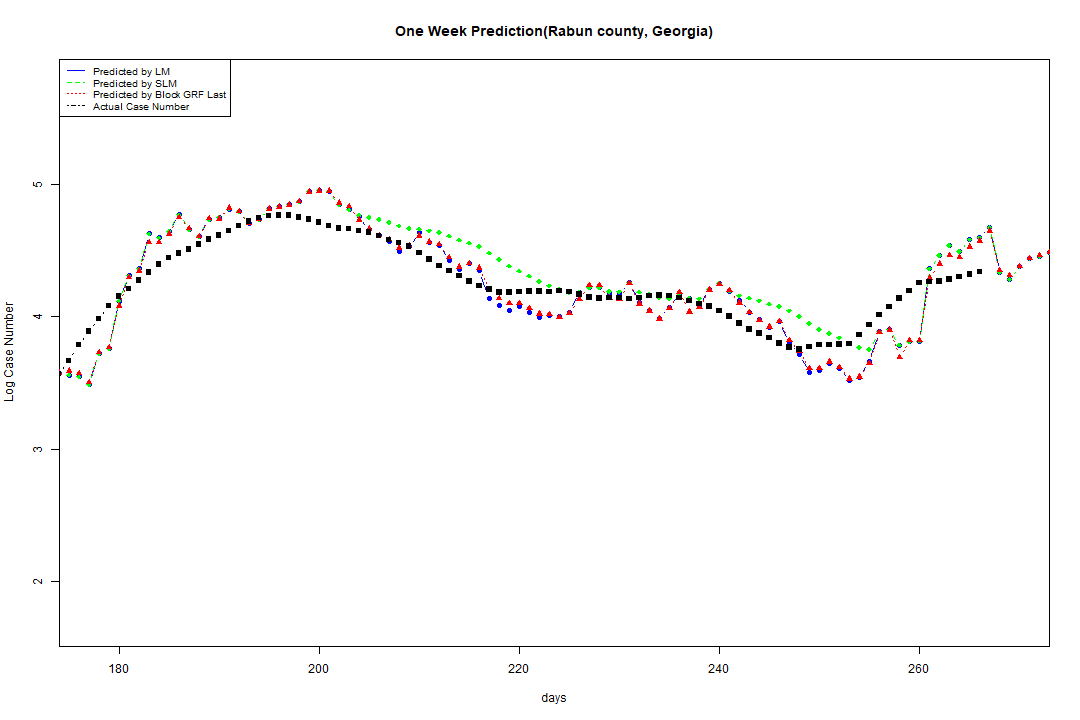 One Week Prediction(Rabun county, Georgia)
Predicted by LM
Predicted by SLM
Predicted by Block GRF Last
Actual Case Number
5
4
3
2
Log Case Number
180 200 220 240 260
days